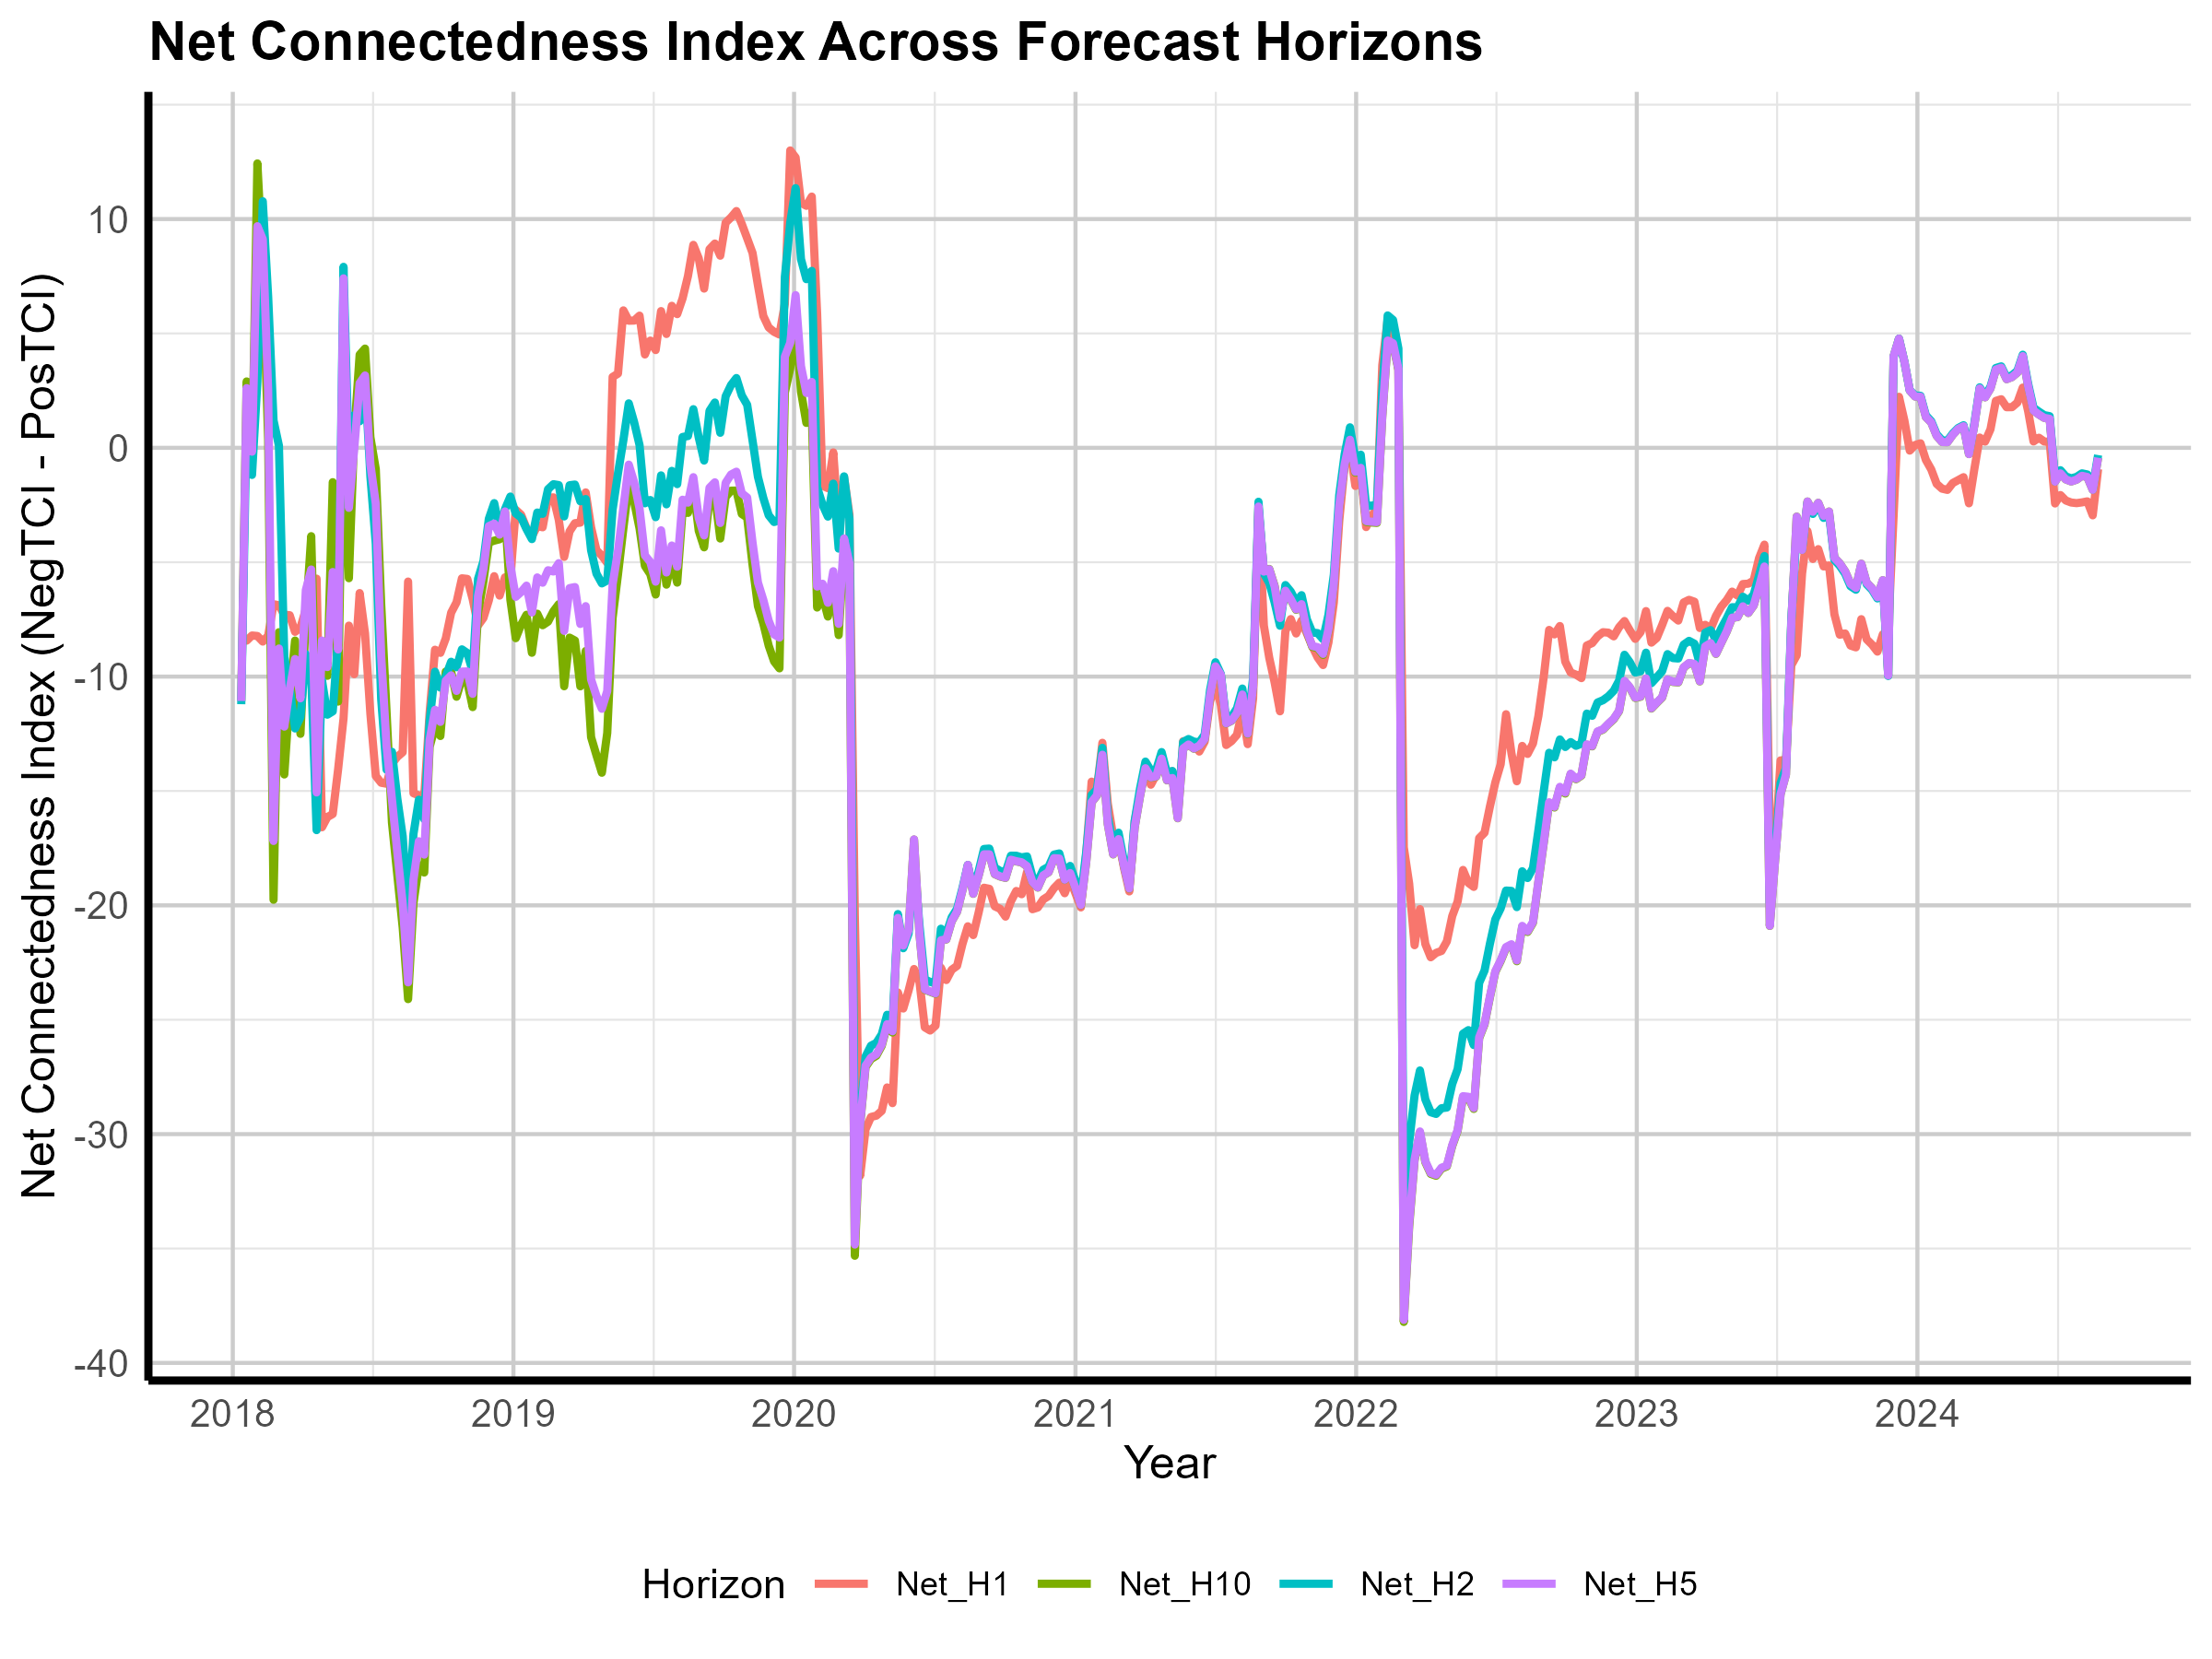 Net Connectedness Index Across Forecast Horizons
Net Connectedness Index (NegTCI - PosTCI)
10
0
-10
-20
-30
-40
2018 2019 2020 2021 2022 2023 2024
Year
Horizon Net_H1 Net_H10 Net_H2 Net_H5